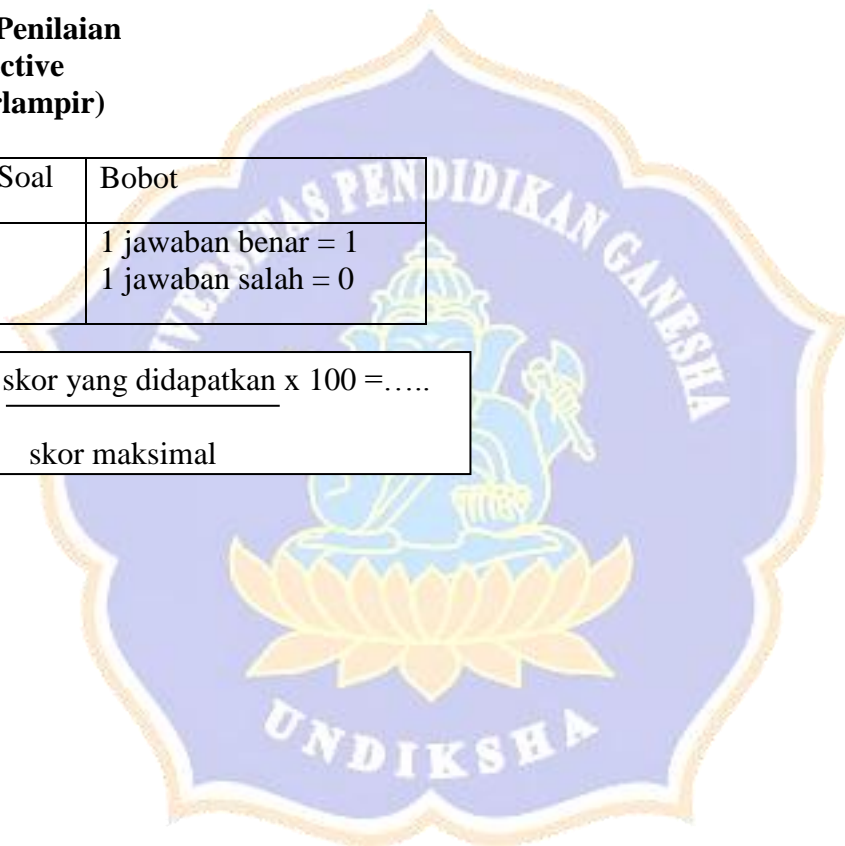 Penilaian
ctive
lampir)
Soal Bobot
1 jawaban benar = 1
1 jawaban salah = 0
skor yang didapatkan x 100 =…..
skor maksimal
UNIVERSITAS PENDIDIKAN GANESHA
UNDIKSHA